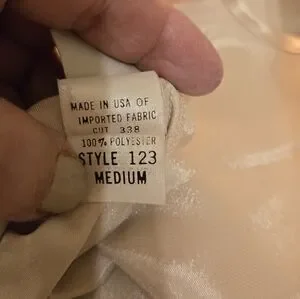 MADE IN USA OF
IMPORTED FABRIC
CUT 338
100% POLYESTER
STYLE 123
MEDIUM